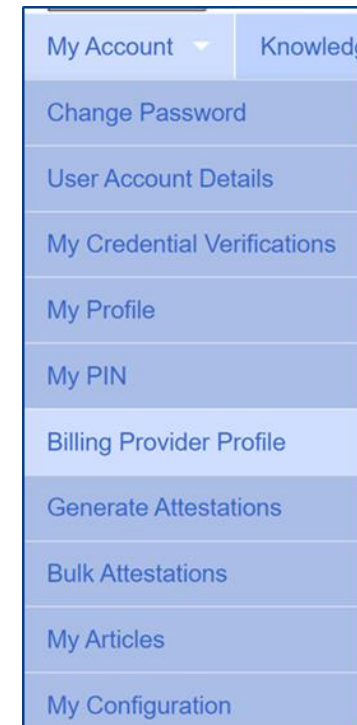 My Account
Change Password
User Account Details
My Credential Verifications
My Profile
My PIN
Billing Provider Profile
Generate Attestations
Bulk Attestations
My Articles
My Configuration